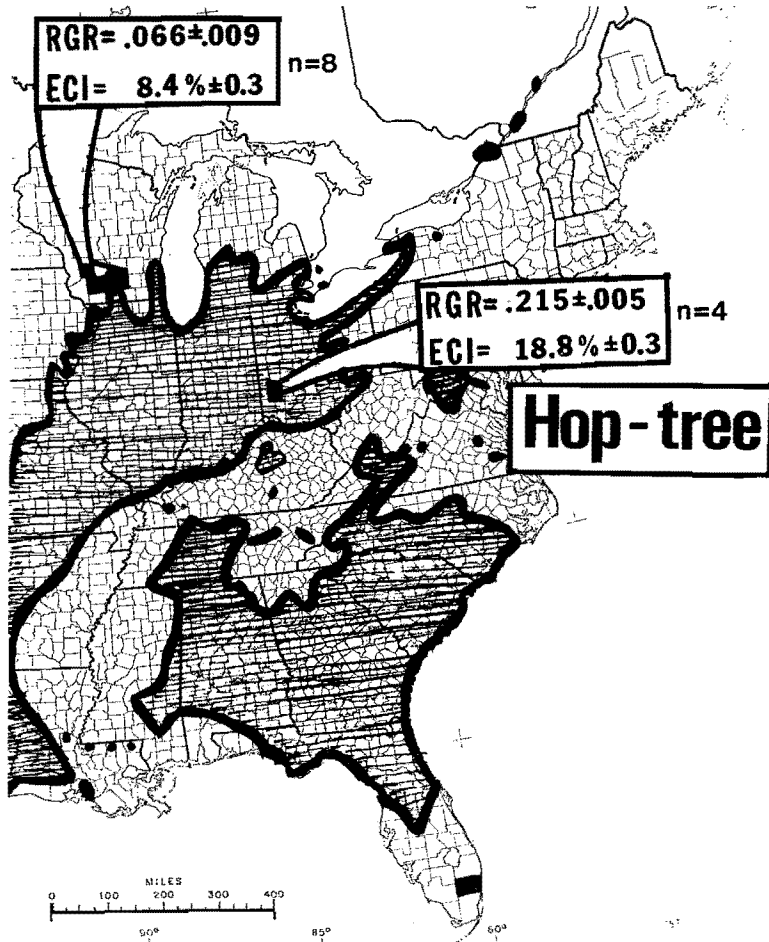 RGR= .066±.009
ECI= 8.4%±0.3
n=8
RGR= .215±.005
ECI= 18.8%±0.3
n=4
Hop-tree
MILES
0 100 200 300 400
90° 85° 80°